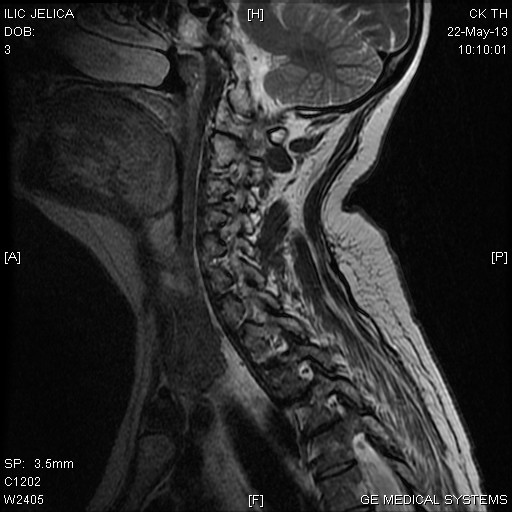 ILIC JELICA
DOB:
3
[H]
CK TH
22-May-13
10:10:01
[A]
[P]
SP: 3.5mm
C1202
W2405
[F]
GE MEDICAL SYSTEMS